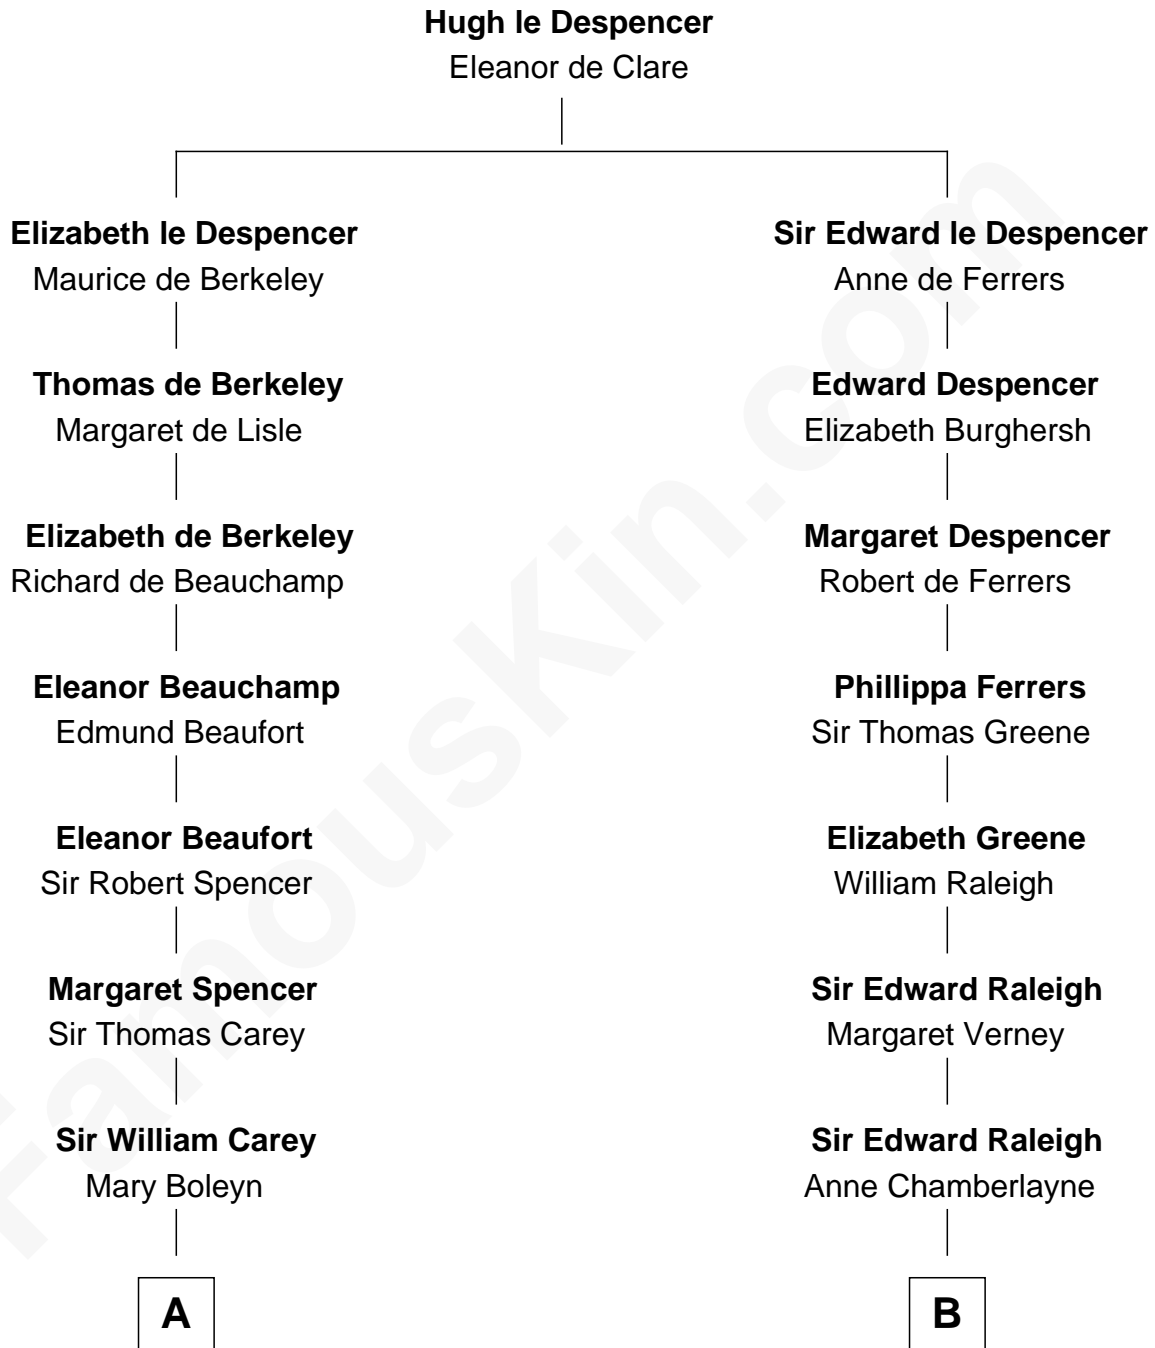 Hugh le Despencer
Eleanor de Clare
Elizabeth le Despencer
Maurice de Berkeley
Sir Edward le Despencer
Anne de Ferrers
Thomas de Berkeley
Margaret de Lisle
Edward Despencer
Elizabeth Burghersh
Elizabeth de Berkeley
Richard de Beauchamp
Margaret Despencer
Robert de Ferrers
Eleanor Beauchamp
Edmund Beaufort
Phillippa Ferrers
Sir Thomas Greene
Eleanor Beaufort
Sir Robert Spencer
Elizabeth Greene
William Raleigh
Margaret Spencer
Sir Thomas Carey
Sir Edward Raleigh
Margaret Verney
Sir William Carey
Mary Boleyn
Sir Edward Raleigh
Anne Chamberlayne
A
B
FamousKin.com